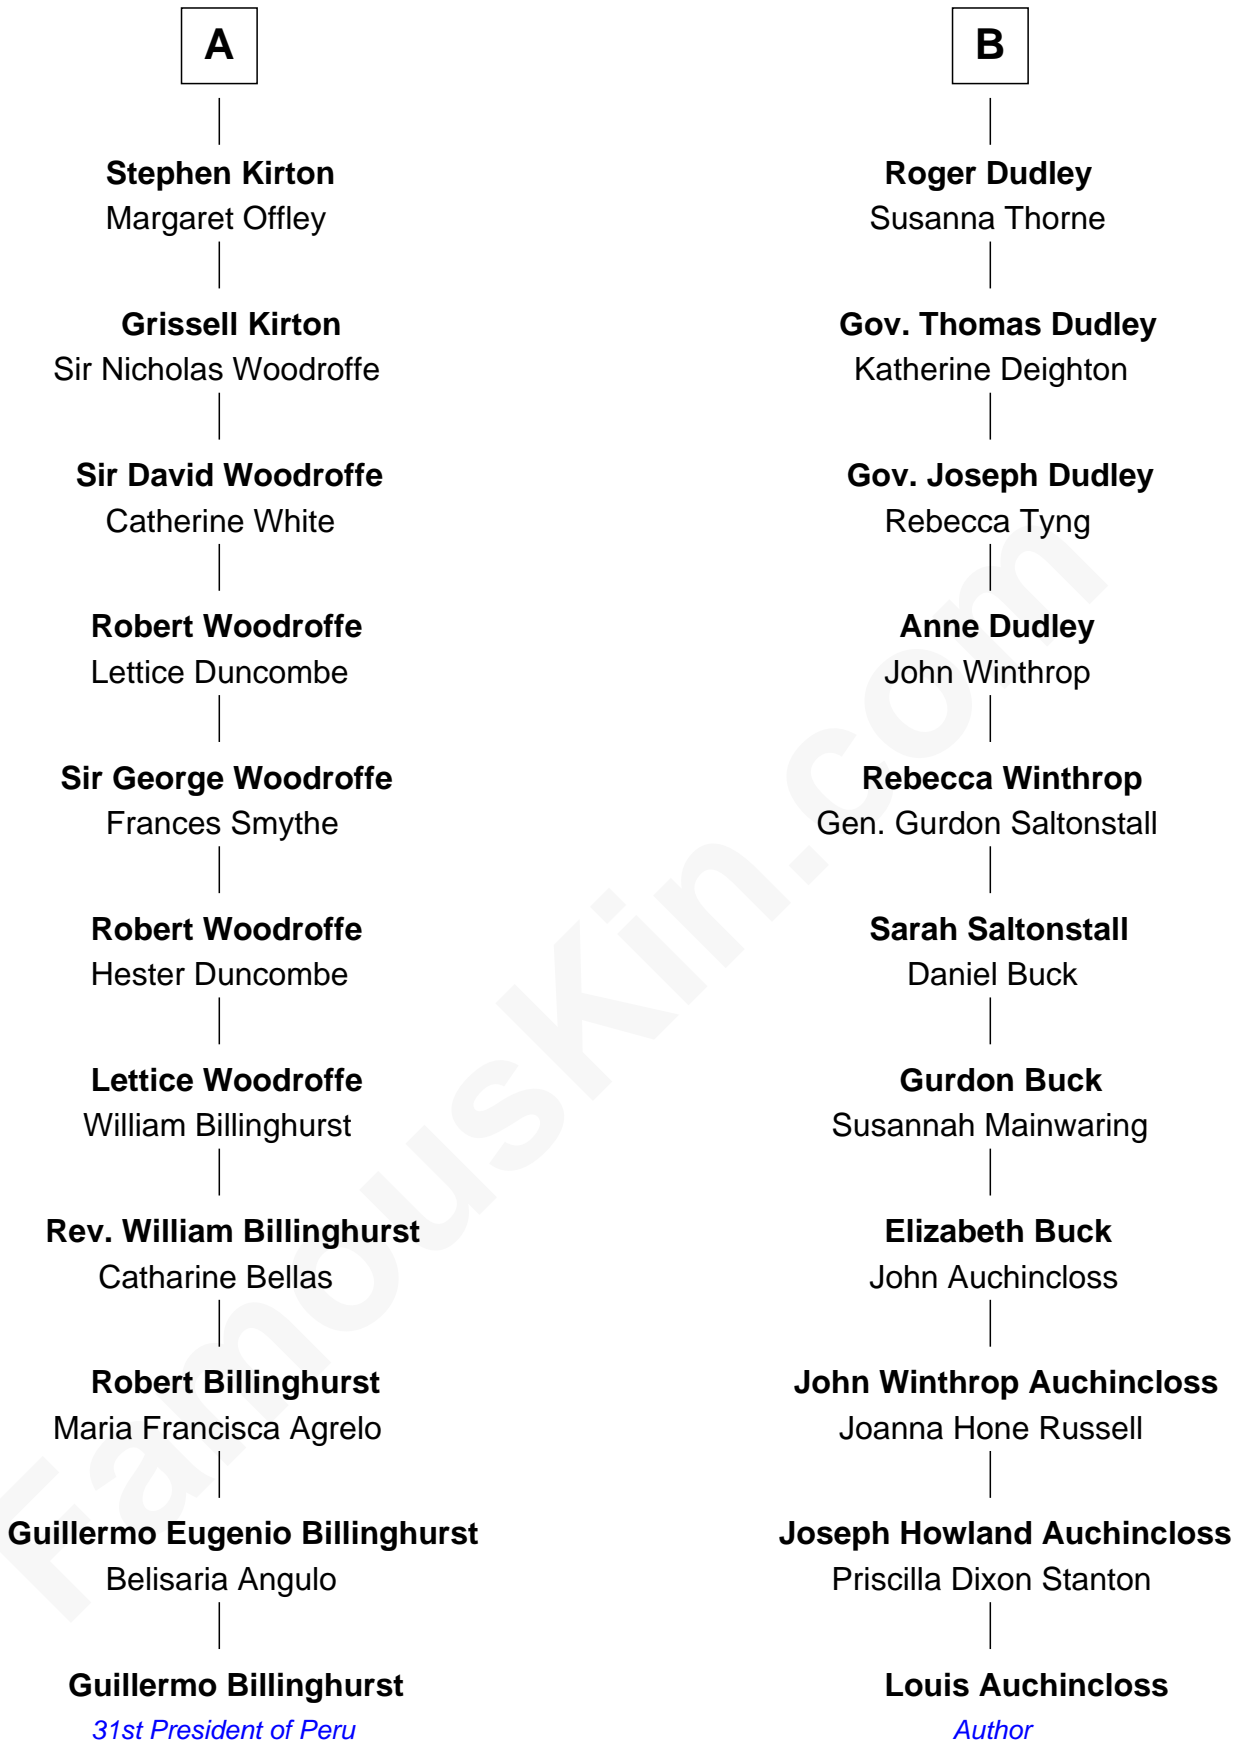 A
Stephen Kirton
Margaret Offley
Grissell Kirton
Sir Nicholas Woodroffe
Sir David Woodroffe
Catherine White
Robert Woodroffe
Lettice Duncombe
Sir George Woodroffe
Frances Smythe
Robert Woodroffe
Hester Duncombe
Lettice Woodroffe
William Billinghurst
Rev. William Billinghurst
Catharine Bellas
Robert Billinghurst
Maria Francisca Agrelo
Guillermo Eugenio Billinghurst
Belisaria Angulo
Guillermo Billinghurst
31st President of Peru
B
Roger Dudley
Susanna Thorne
Gov. Thomas Dudley
Katherine Deighton
Gov. Joseph Dudley
Rebecca Tyng
Anne Dudley
John Winthrop
Rebecca Winthrop
Gen. Gurdon Saltonstall
Sarah Saltonstall
Daniel Buck
Gurdon Buck
Susannah Mainwaring
Elizabeth Buck
John Auchincloss
John Winthrop Auchincloss
Joanna Hone Russell
Joseph Howland Auchincloss
Priscilla Dixon Stanton
Louis Auchincloss
Author
FamousKin.com